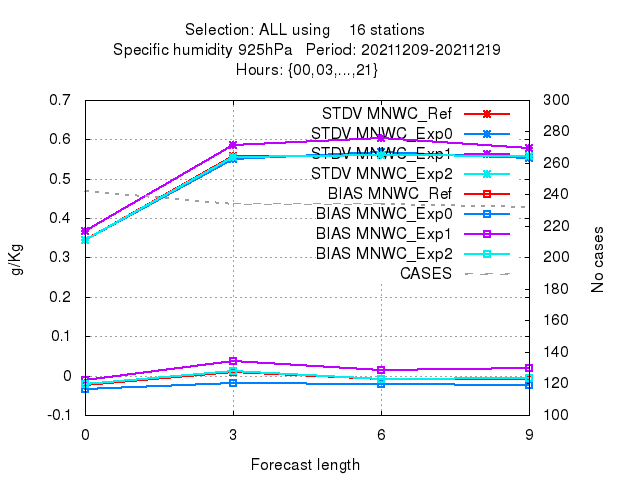 Selection: ALL using 16 stations
Specific humidity 925hPa Period: 20211209-20211219
Hours: {00,03,...,21}
0.7
0.6
0.5
0.4
0.3
0.2
0.1
0
-0.1
g/Kg
STDV MNWC_Ref
STDV MNWC_Exp0
STDV MNWC_Exp1
STDV MNWC_Exp2
BIAS MNWC_Ref
BIAS MNWC_Exp0
BIAS MNWC_Exp1
BIAS MNWC_Exp2
CASES
300
280
260
240
220
200
180
160
140
120
100
No cases
0 3 6 9
Forecast length